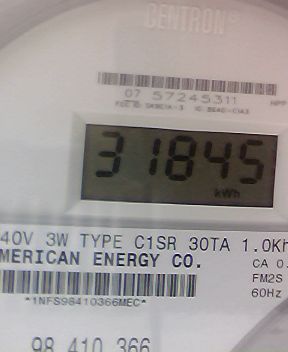 CENTRON®
07 57245311
31845
kWh
40V 3W TYPE C1SR 30TA 1.0Kh
MERICAN ENERGY CO.
CA 0.
FM2S
60Hz
*1NFS98410366MEC*
98 410 366